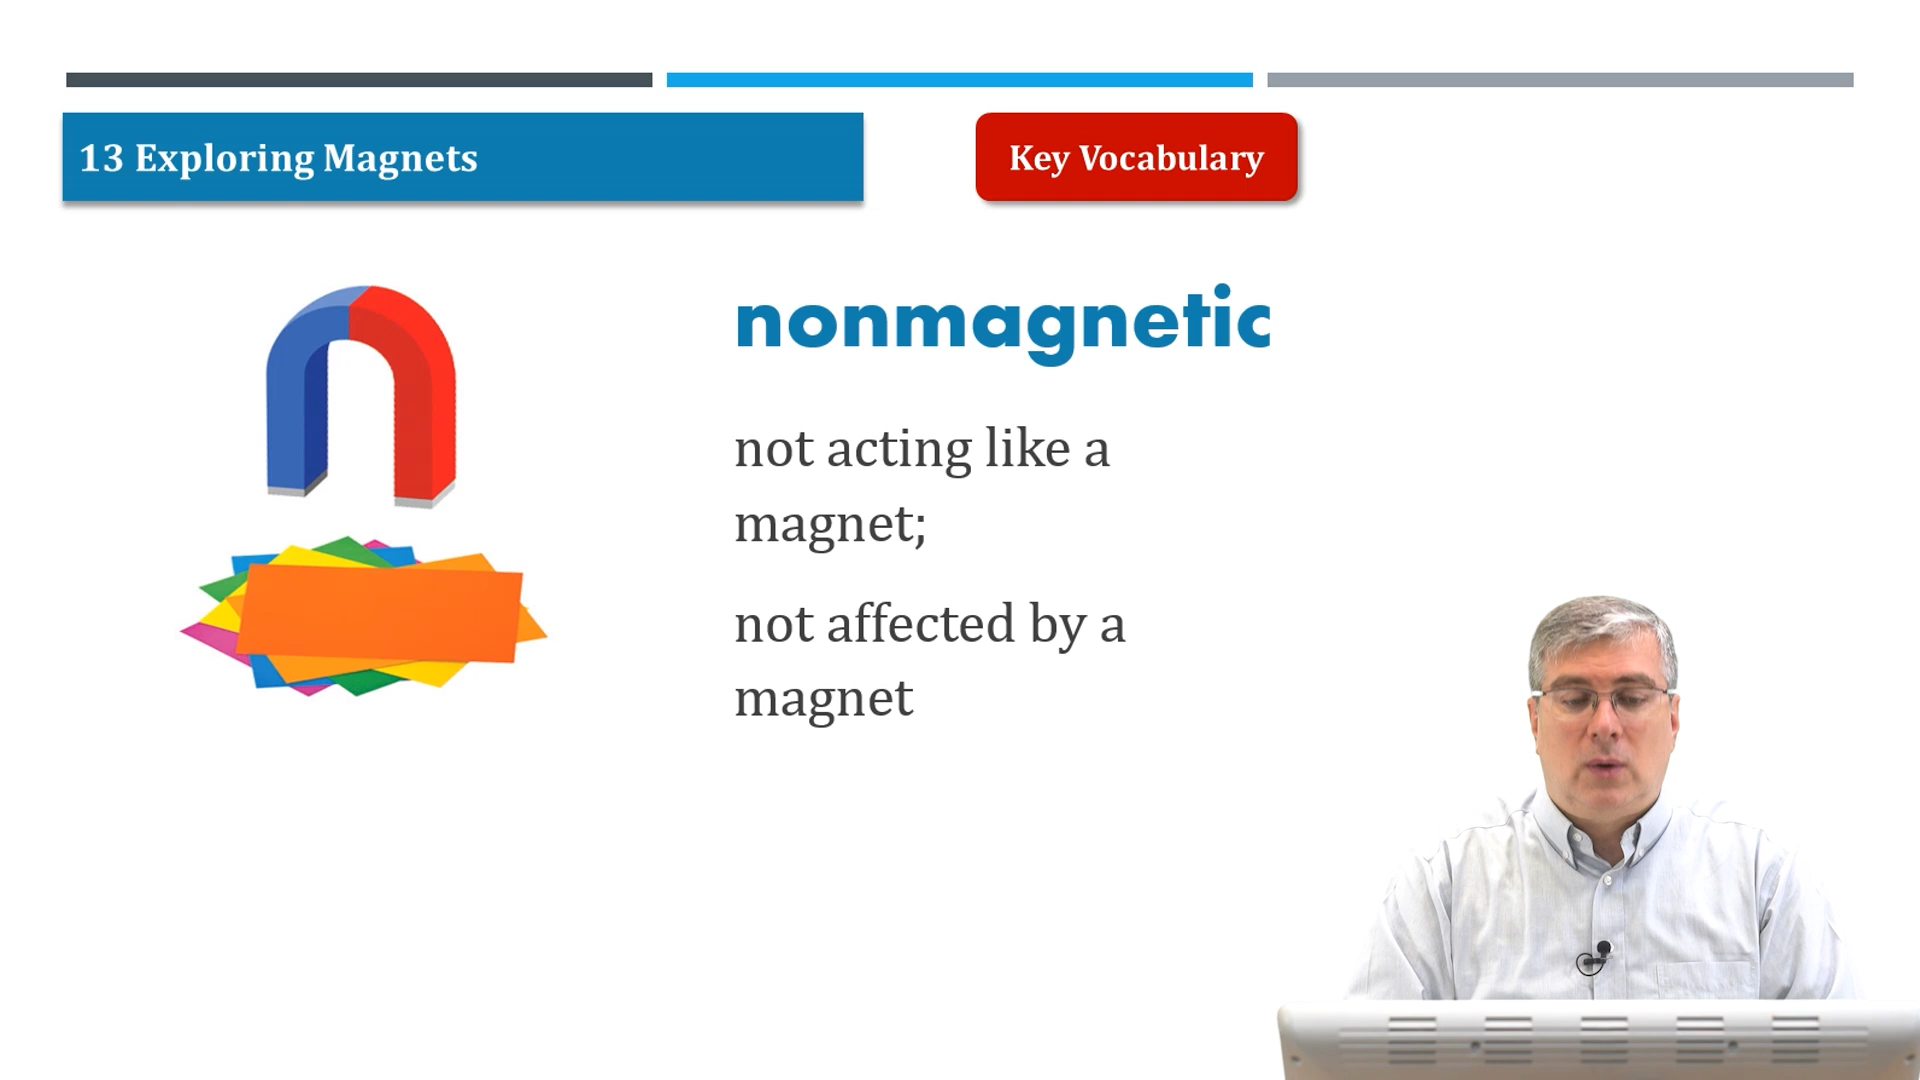 13 Exploring Magnets
Key Vocabulary
nonmagnetic
not acting like a
magnet;
not affected by a
magnet